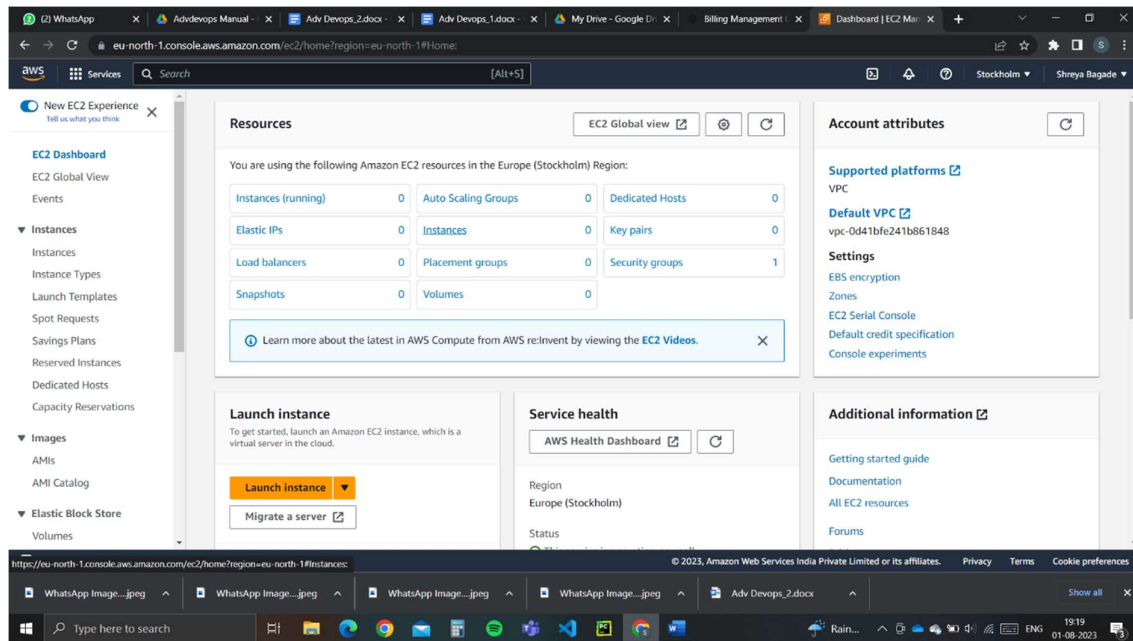 (2) WhatsApp
Advdevops Manual -
Adv Devops_2.docx -
Adv Devops_1.docx -
My Drive - Google Dri
Billing Management
Dashboard | EC2 Man
eu-north-1.console.aws.amazon.com/ec2/home?region=eu-north-1#Home:
aws
Services
Search
[Alt+S]
Stockholm
Shreya Bagade
New EC2 Experience
Tell us what you think
EC2 Dashboard
EC2 Global View
Events
Instances
Instances
Instance Types
Launch Templates
Spot Requests
Savings Plans
Reserved Instances
Dedicated Hosts
Capacity Reservations
Images
AMIs
AMI Catalog
Elastic Block Store
Volumes
Resources
EC2 Global view
You are using the following Amazon EC2 resources in the Europe (Stockholm) Region:
Instances (running) 0 Auto Scaling Groups 0 Dedicated Hosts 0
Elastic IPs 0 Instances 0 Key pairs 0
Load balancers 0 Placement groups 0 Security groups 1
Snapshots 0 Volumes 0
Learn more about the latest in AWS Compute from AWS re:Invent by viewing the EC2 Videos.
Launch instance
To get started, launch an Amazon EC2 instance, which is a
virtual server in the cloud.
Launch instance
Migrate a server
Service health
AWS Health Dashboard
Region
Europe (Stockholm)
Status
Account attributes
Supported platforms
VPC
Default VPC
vpc-0d41bfe241b861848
Settings
EBS encryption
Zones
EC2 Serial Console
Default credit specification
Console experiments
Additional information
Getting started guide
Documentation
All EC2 resources
Forums
https://eu-north-1.console.aws.amazon.com/ec2/home?region=eu-north-1#Instances:
© 2023, Amazon Web Services India Private Limited or its affiliates. Privacy Terms Cookie preferences
WhatsApp Image....jpeg
WhatsApp Image....jpeg
WhatsApp Image....jpeg
WhatsApp Image....jpeg
Adv Devops_2.docx
Show all
Type here to search
Rain...
ENG
19:19
01-08-2023